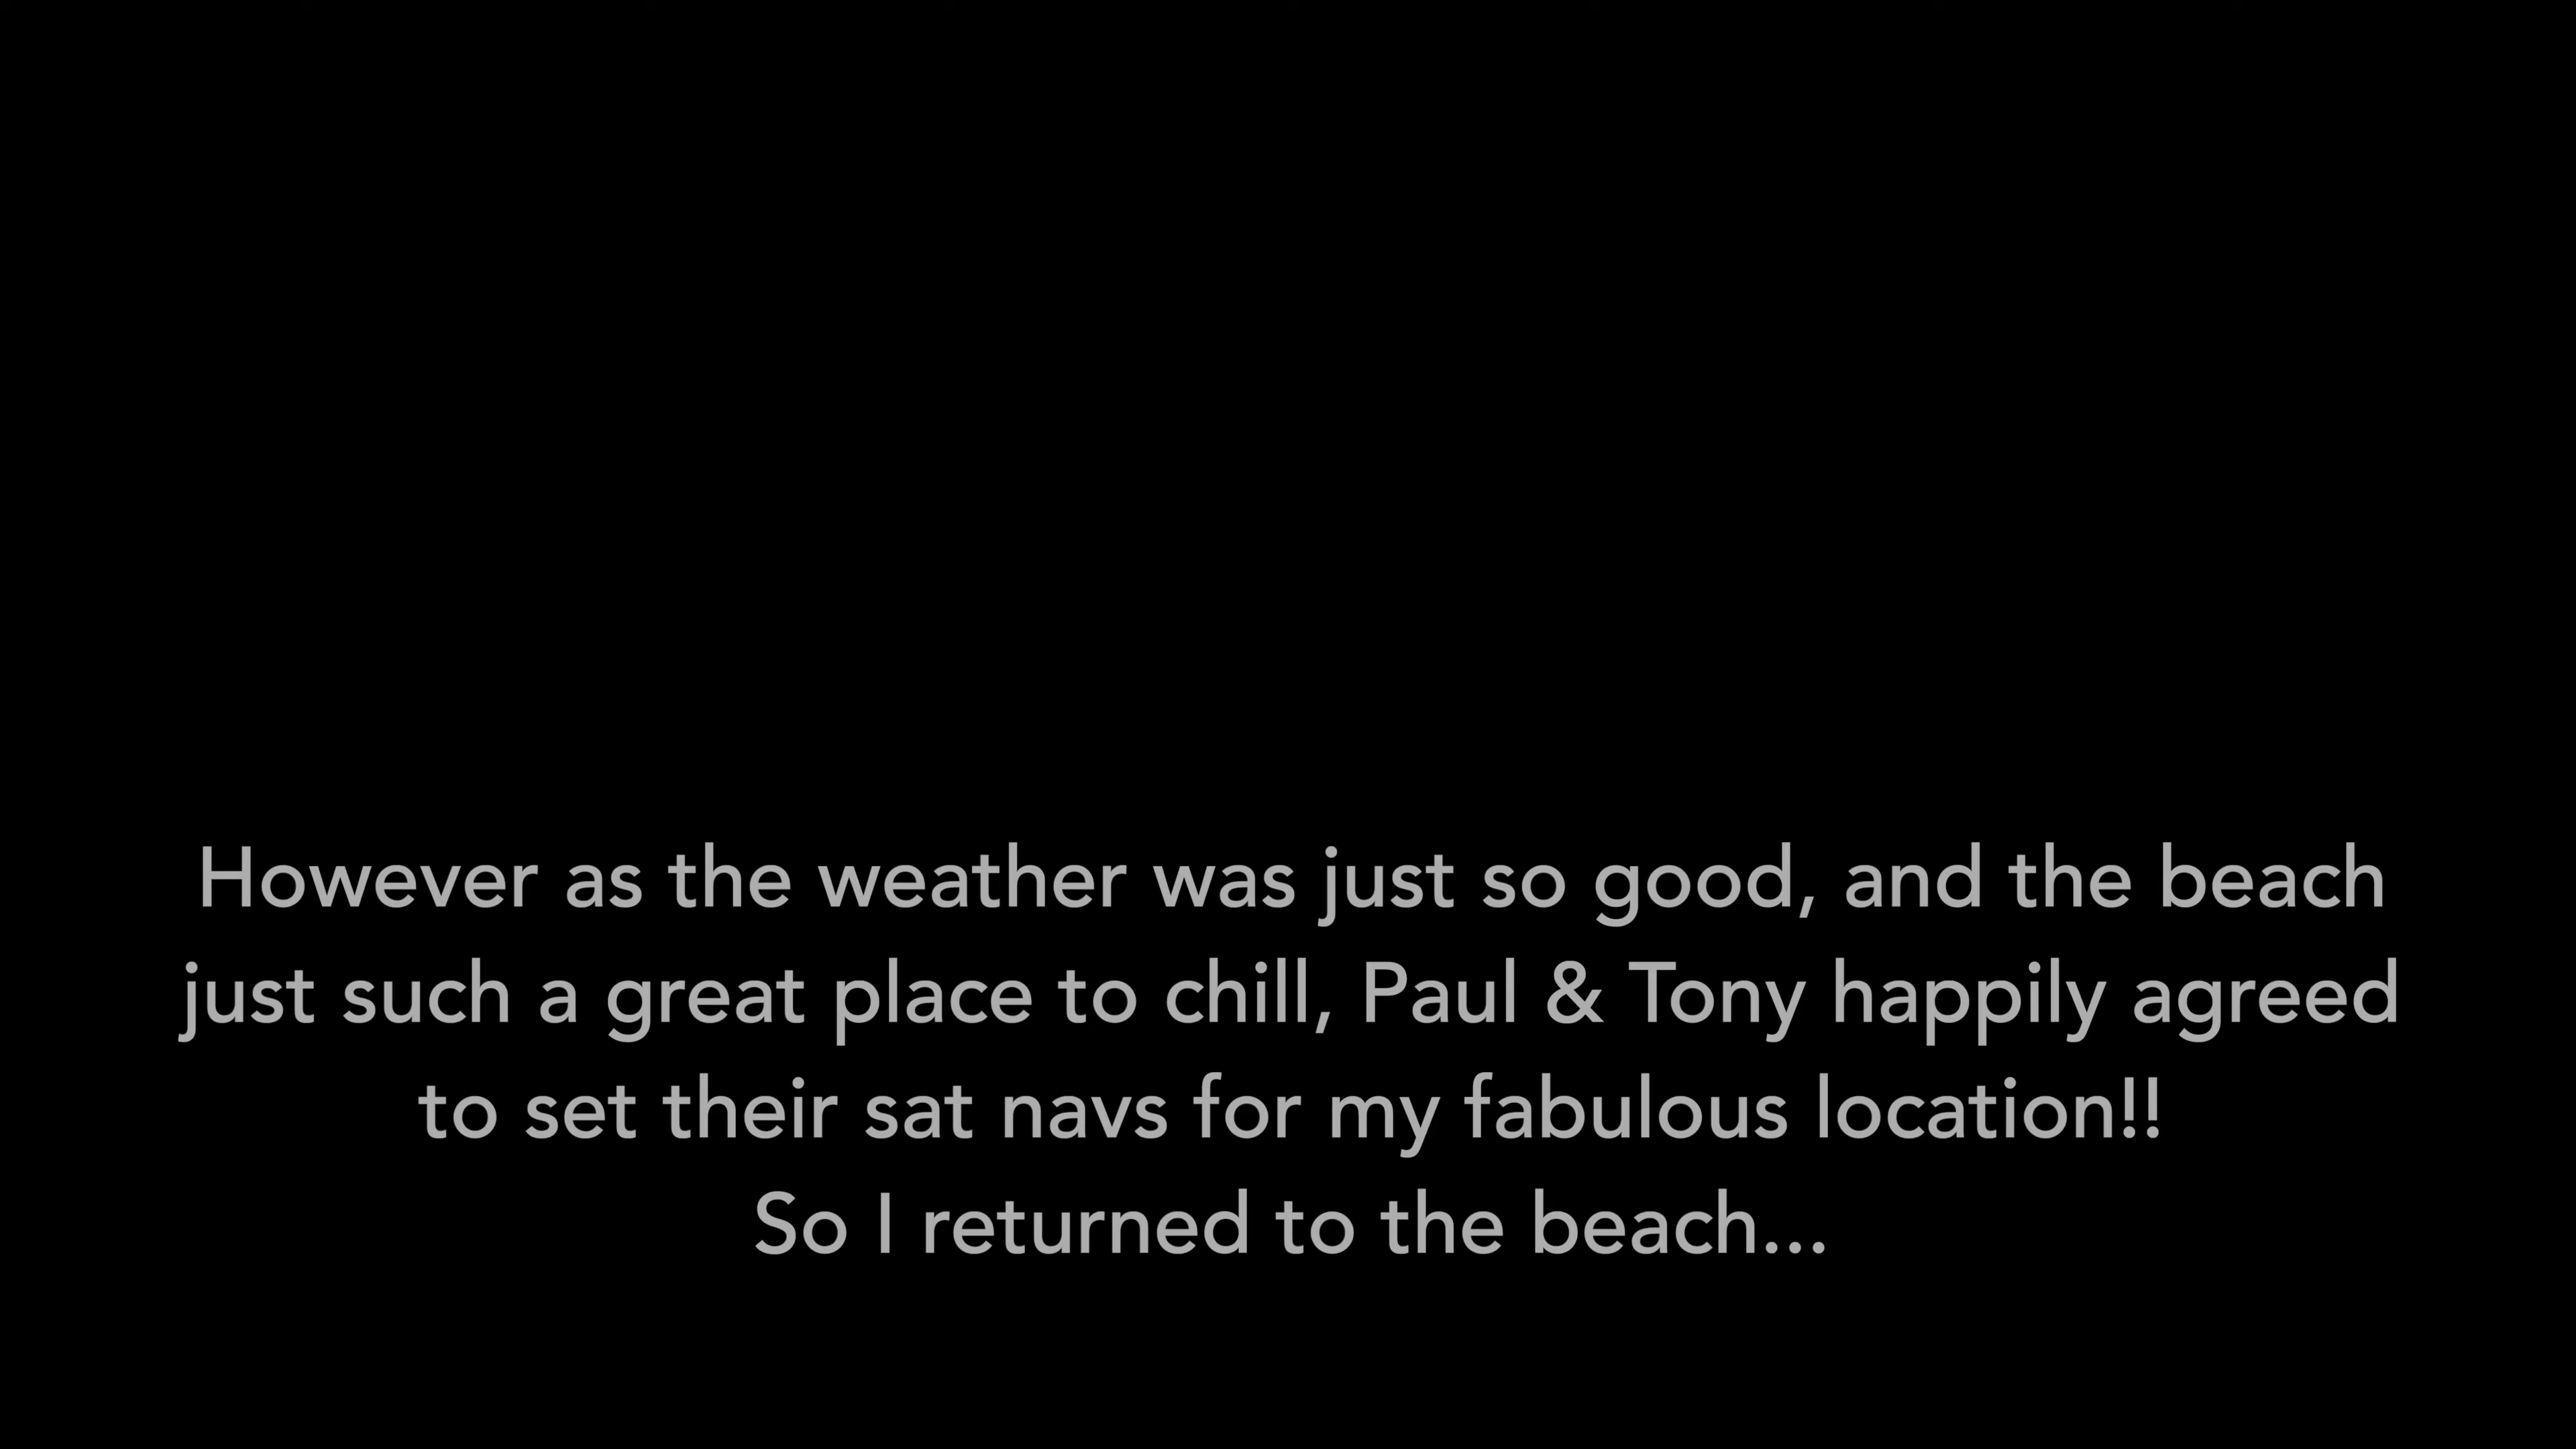 However as the weather was just so good, and the beach
just such a great place to chill, Paul & Tony happily agreed
to set their sat navs for my fabulous location!!
So I returned to the beach...